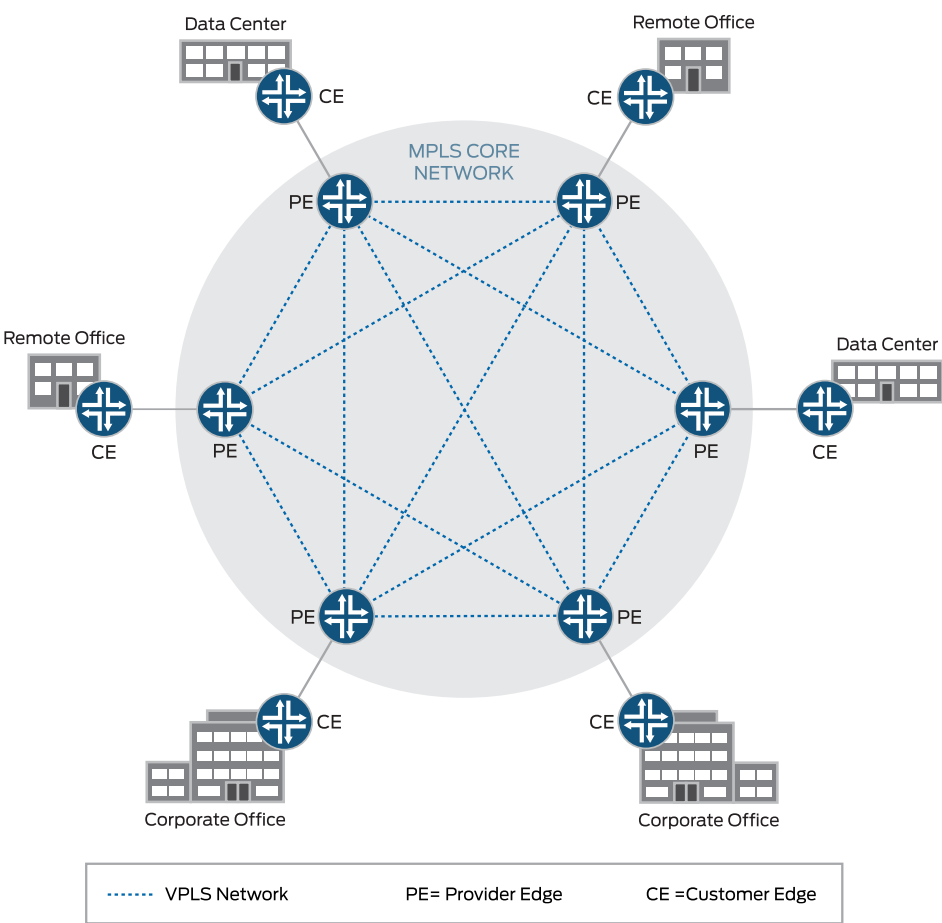 Data Center
Remote Office
CE
CE
MPLS CORE
NETWORK
PE
PE
Remote Office
Data Center
CE
PE
PE
CE
PE
PE
CE
CE
Corporate Office
Corporate Office
VPLS Network
PE= Provider Edge
CE =Customer Edge